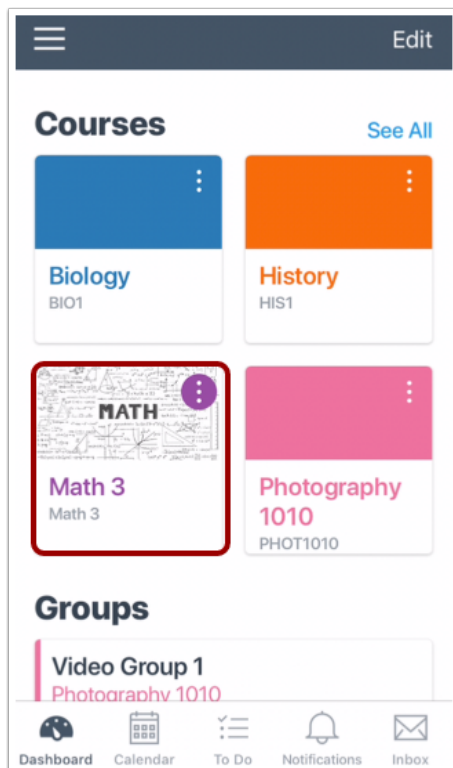 Edit
Courses
See All
Biology
BIO1
History
HIS1
MATH
Math 3
Math 3
Photography
1010
PHOT1010
Groups
Video Group 1
Photography 1010
Dashboard
Calendar
To Do
Notifications
Inbox